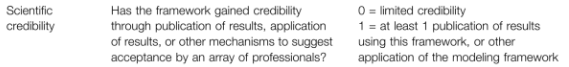 Scientific credibility
Has the framework gained credibility through publication of results, application of results, or other mechanisms to suggest acceptance by an array of professionals?
0 = limited credibility
1 = at least 1 publication of results using this framework, or other application of the modeling framework